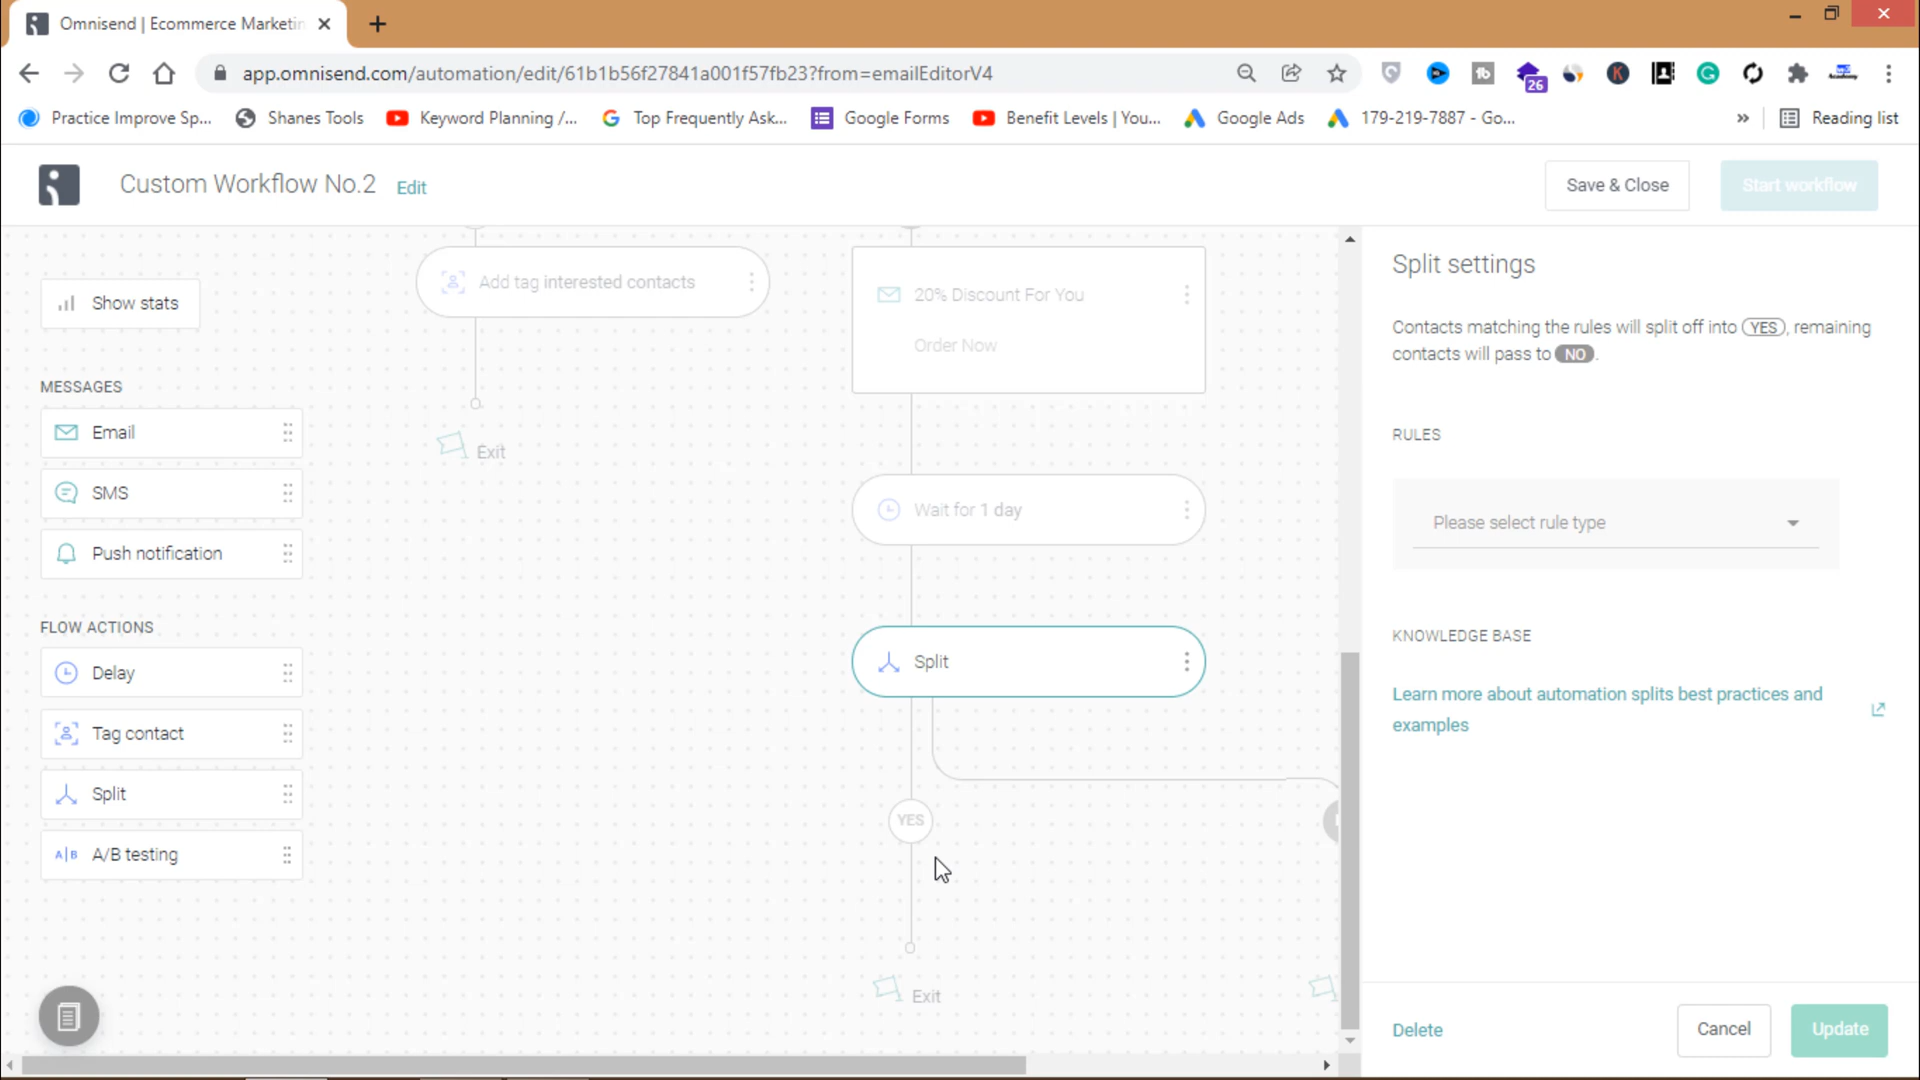 Omnisend | Ecommerce Marketin
app.omnisend.com/automation/edit/61b1b56f27841a001f57fb23?from=emailEditorV4
26
Practice Improve Sp...
Shanes Tools
Keyword Planning /...
Top Frequently Ask...
Google Forms
Benefit Levels | You...
Google Ads
179-219-7887 - Go...
»
Reading list
Custom Workflow No.2
Edit
Save & Close
Start workflow
Show stats
MESSAGES
Email
SMS
Push notification
FLOW ACTIONS
Delay
Tag contact
Split
A|B A/B testing
Add tag interested contacts
Exit
20% Discount For You
Order Now
Wait for 1 day
Split
YES
Exit
Split settings
Contacts matching the rules will split off into YES, remaining
contacts will pass to NO.
RULES
Please select rule type
KNOWLEDGE BASE
Learn more about automation splits best practices and
examples
Delete
Cancel
Update